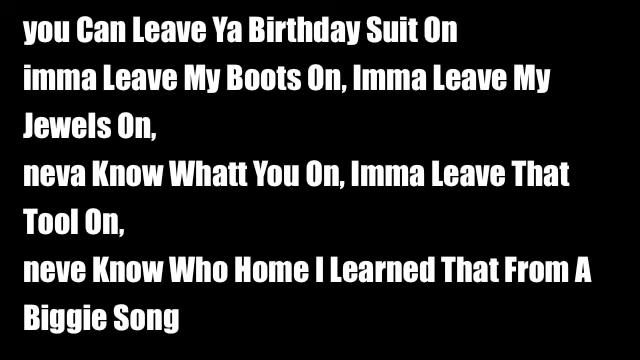 you Can Leave Ya Birthday Suit On
imma Leave My Boots On, Imma Leave My
Jewels On,
neva Know Whatt You On, Imma Leave That
Tool On,
neve Know Who Home I Learned That From A
Biggie Song